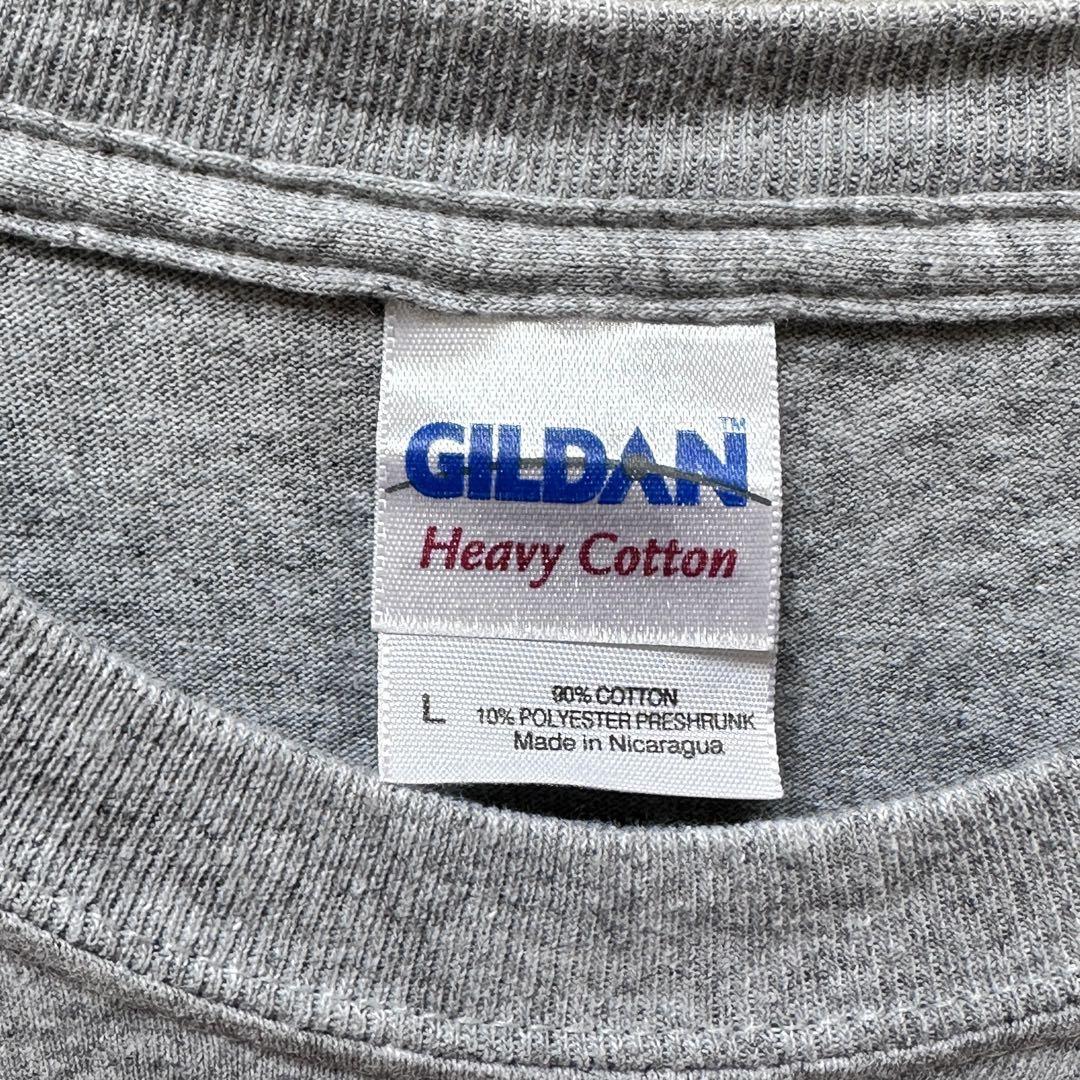 GILDAN™
Heavy Cotton
L
90% COTTON
10% POLYESTER PRESHRUNK
Made in Nicaragua